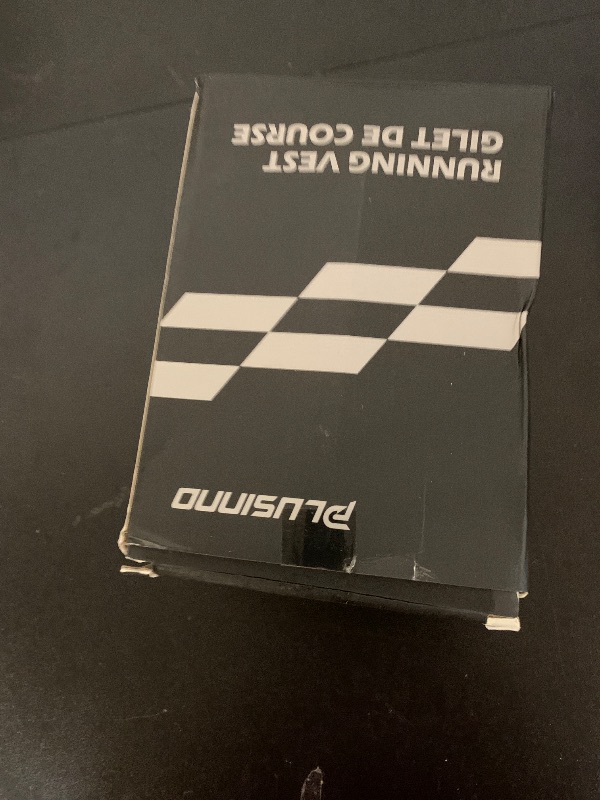 PLUSINNO
RUNNING VEST
GILET DE COURSE